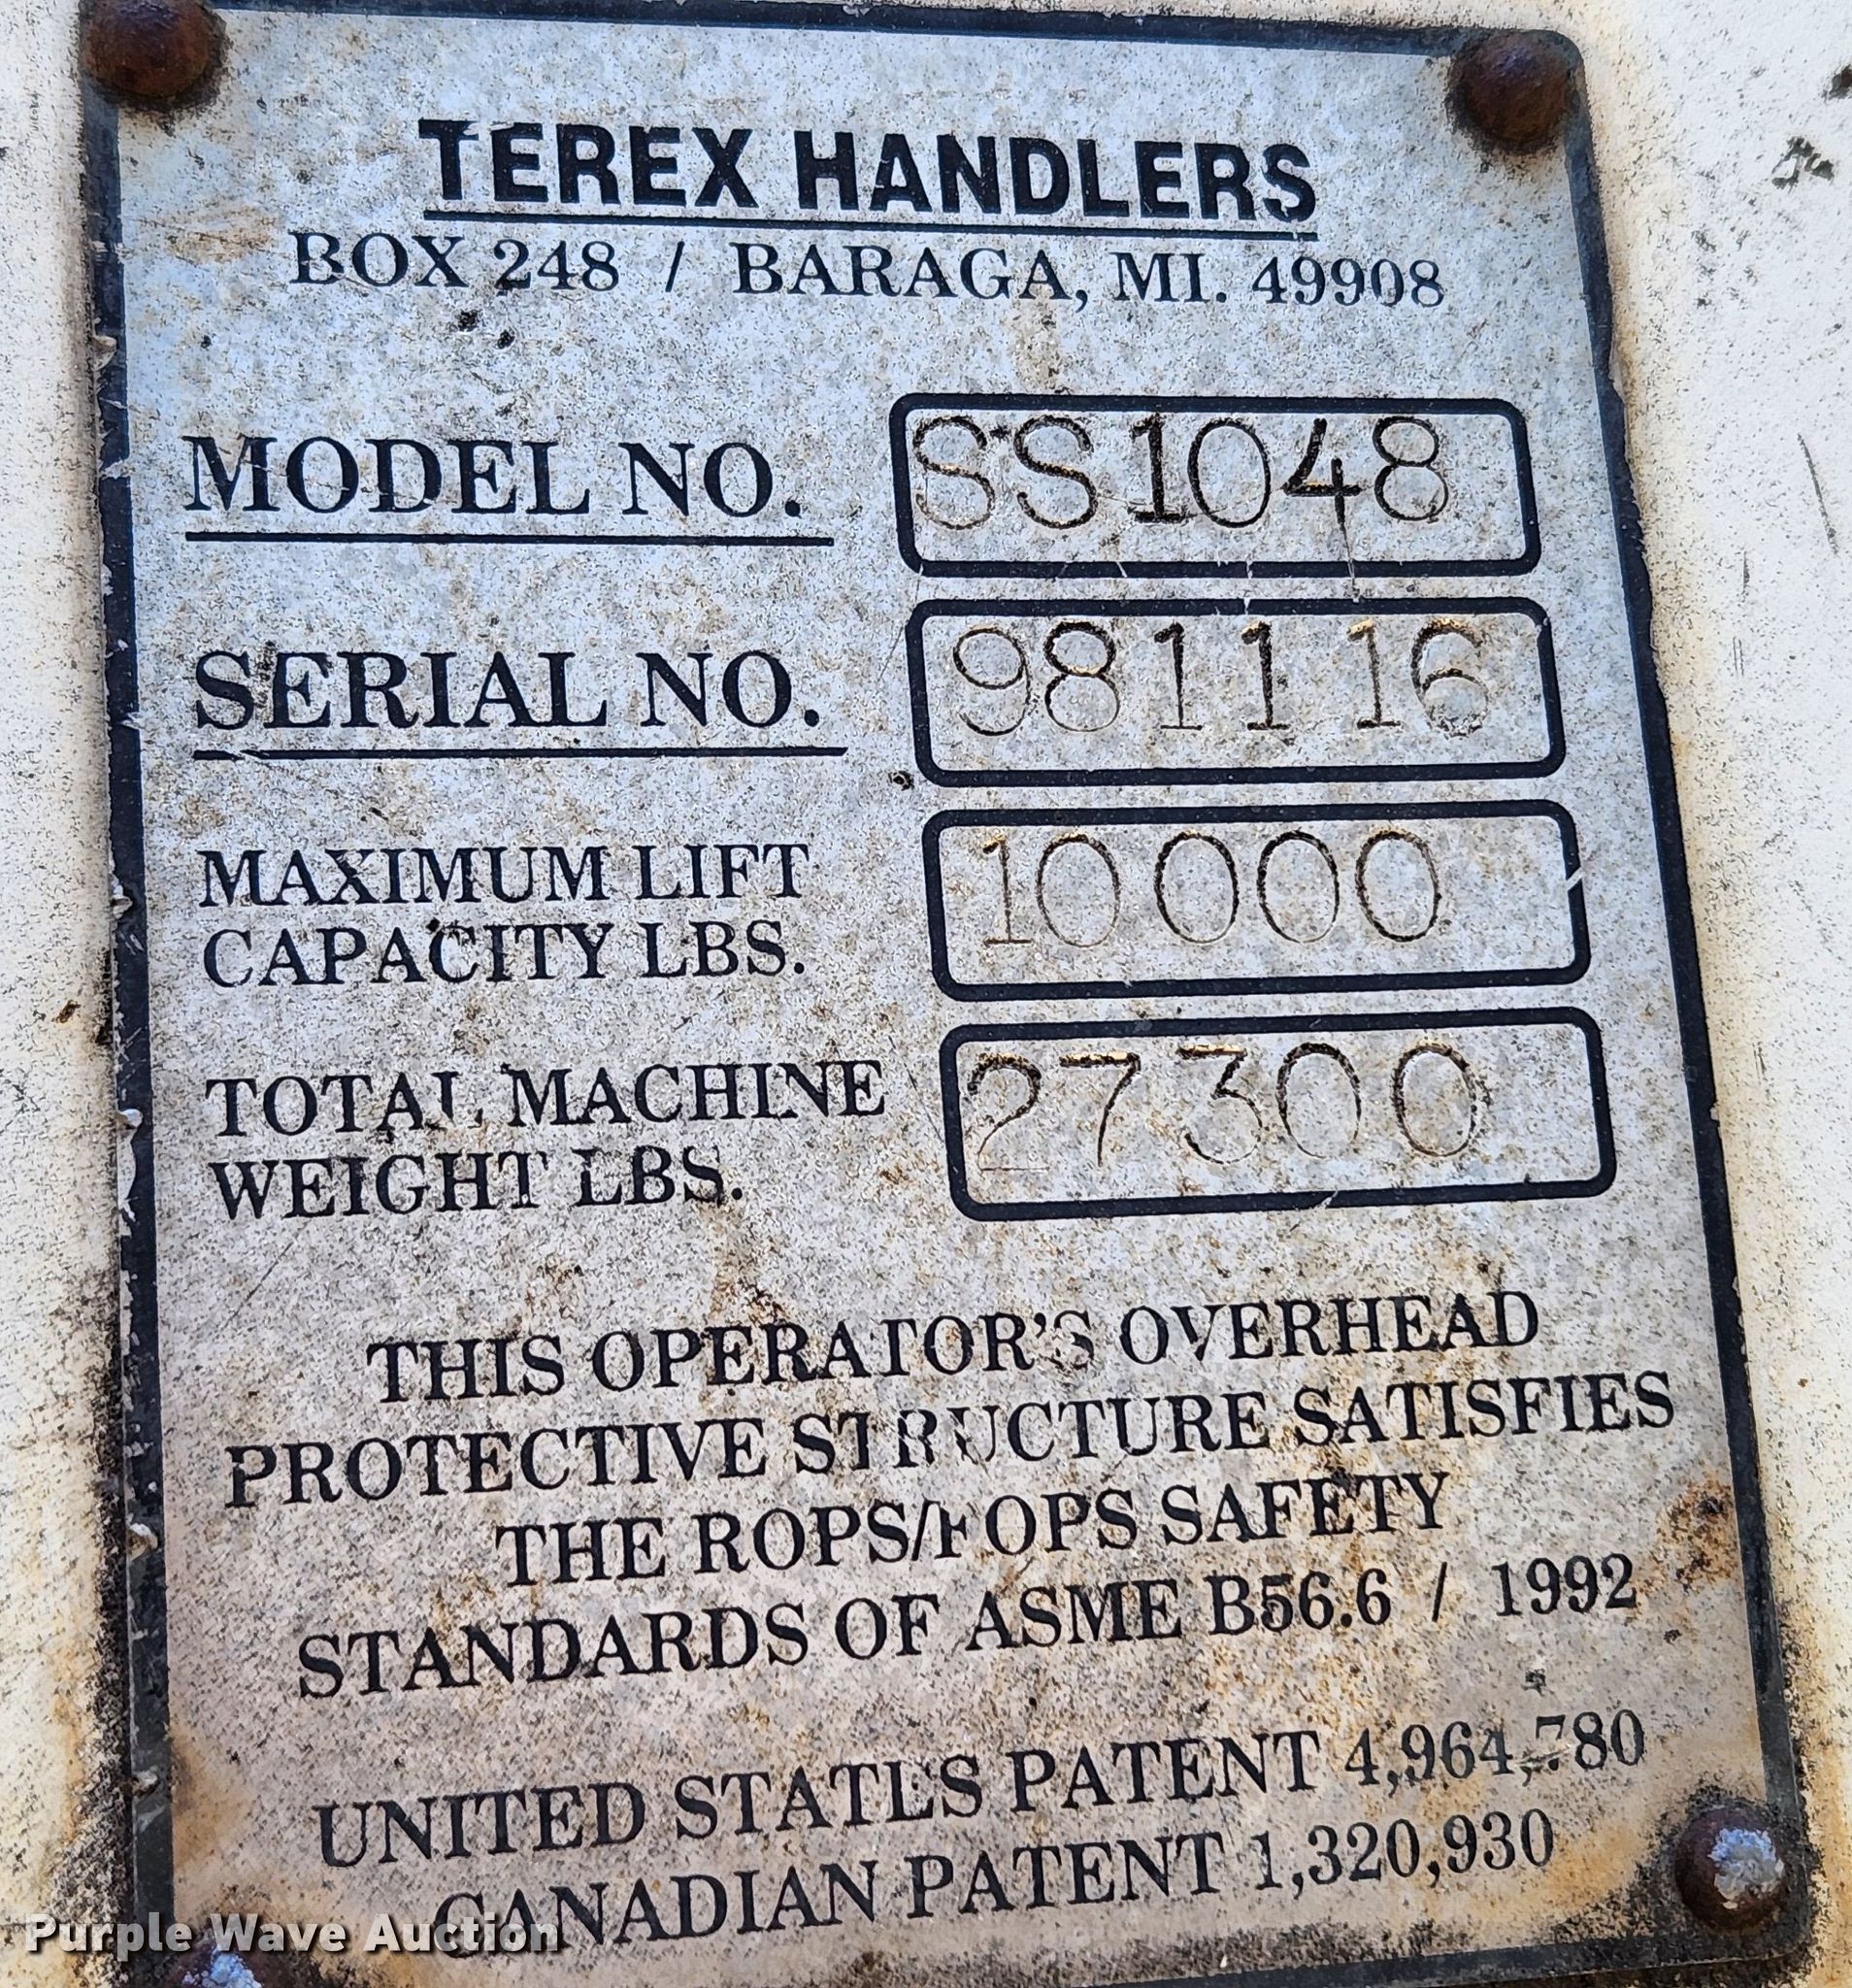 TEREX HANDLERS
BOX 248 / BARAGA, MI. 49908
MODEL NO. SS1048
SERIAL NO. 981116
MAXIMUM LIFT
CAPACITY LBS. 10000
TOTAL MACHINE
WEIGHT LBS. 27300
THIS OPERATOR'S OVERHEAD
PROTECTIVE STRUCTURE SATISFIES
THE ROPS/FOPS SAFETY
STANDARDS OF ASME B56.6 / 1992
UNITED STATES PATENT 4,964,780
CANADIAN PATENT 1,320,930
Purple Wave Auction